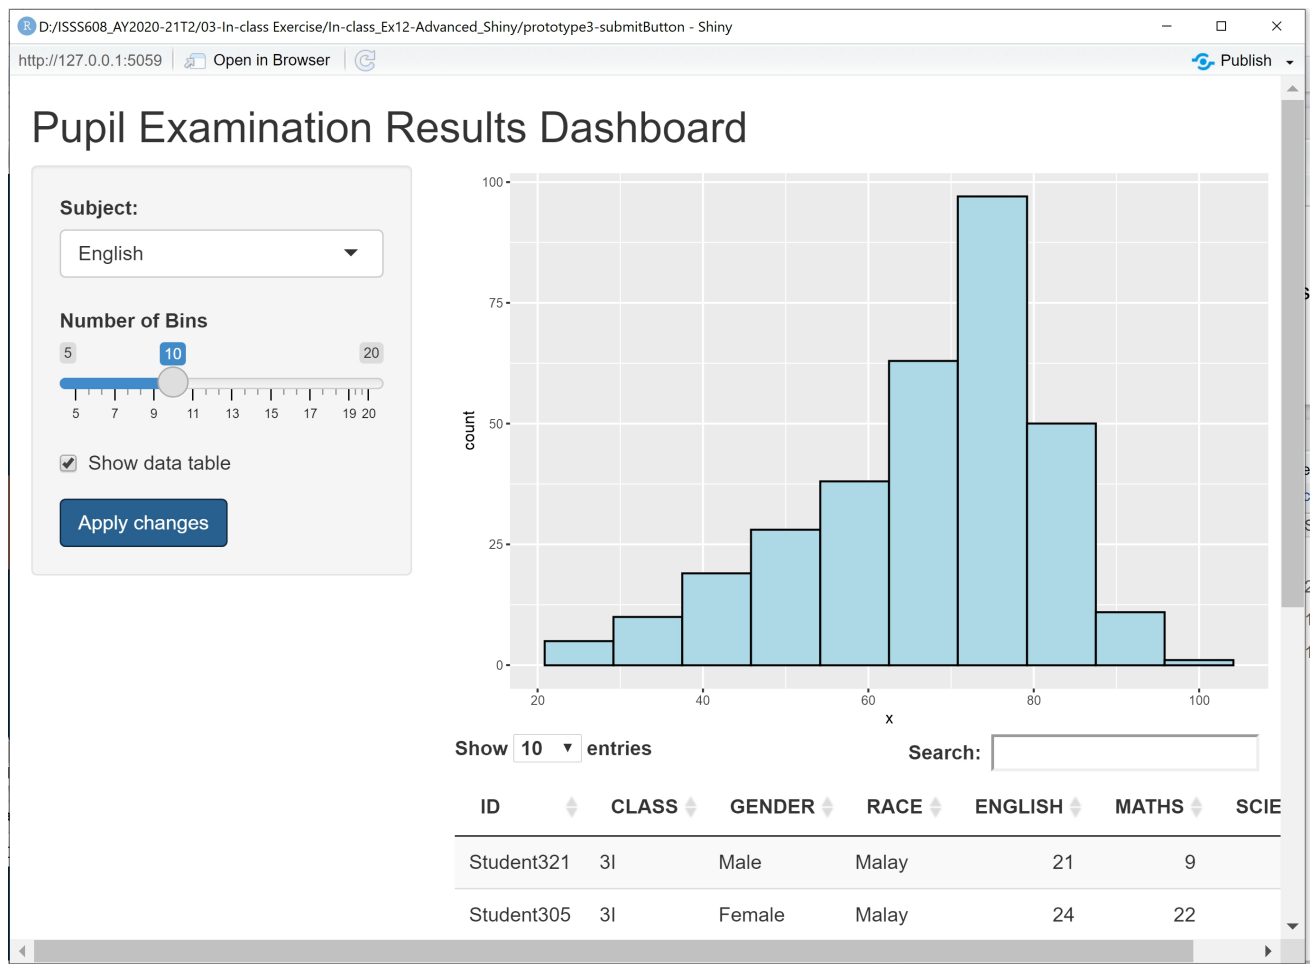 D:/ISSS608_AY2020-21T2/03-In-class Exercise/In-class_Ex12-Advanced_Shiny/prototype3-submitButton - Shiny
http://127.0.0.1:5059 Open in Browser Publish
Pupil Examination Results Dashboard
Subject:
English
Number of Bins
5 10 20
5 7 9 11 13 15 17 19 20
Show data table
Apply changes
100
75
50
25
0
count
20 40 60 80 100
x
Show 10 entries Search:
ID CLASS GENDER RACE ENGLISH MATHS SCIE
Student321 3I Male Malay 21 9
Student305 3I Female Malay 24 22